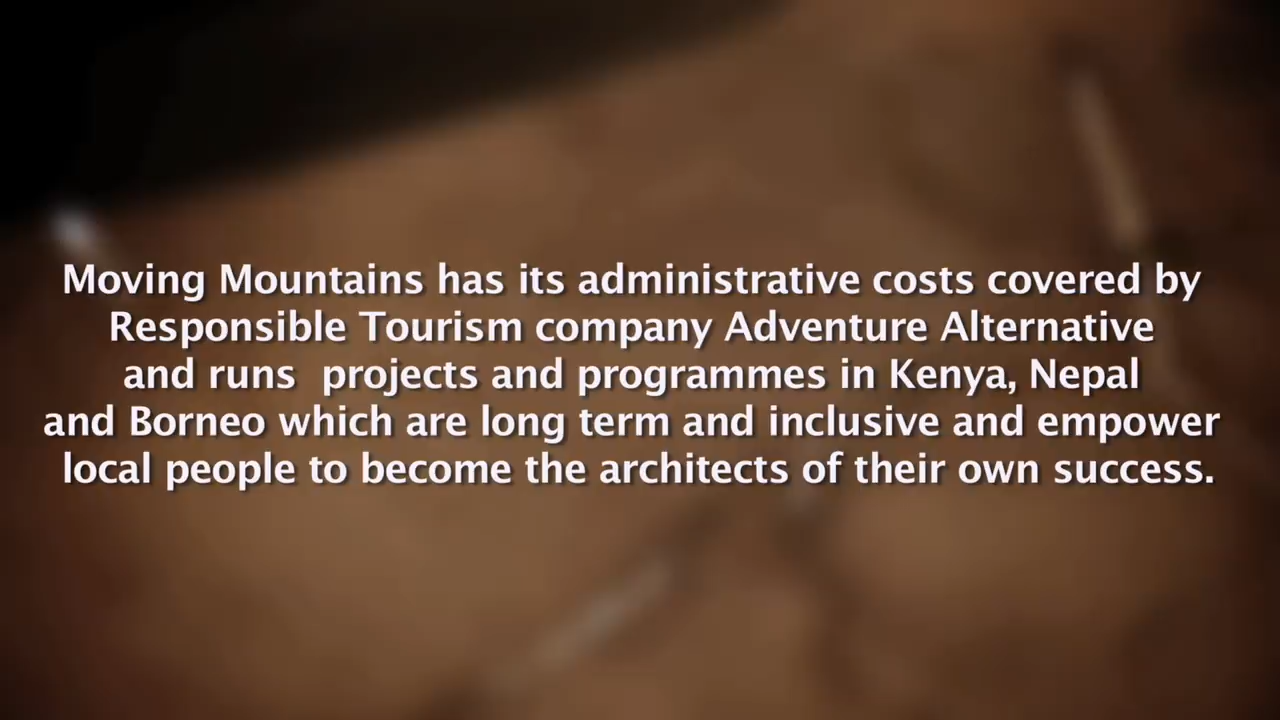 Moving Mountains has its administrative costs covered by
Responsible Tourism company Adventure Alternative
and runs  projects and programmes in Kenya, Nepal
and Borneo which are long term and inclusive and empower
local people to become the architects of their own success.